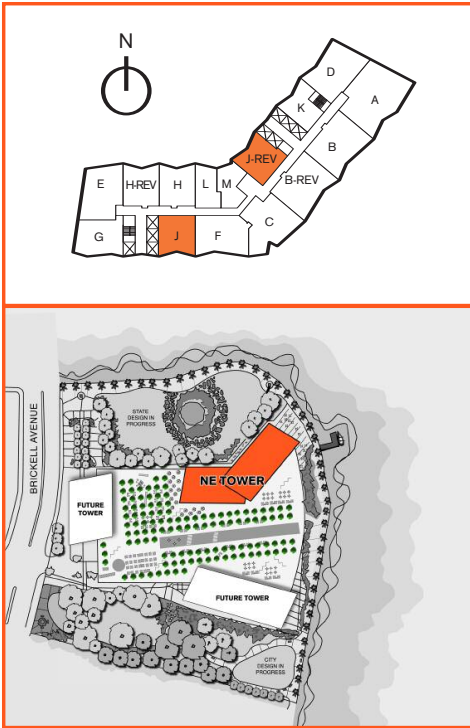 N
D
A
K
B
J-REV
B-REV
E
H-REV
H
L
M
C
G
J
F
BRICKELL AVENUE
STATE
DESIGN IN
PROGRESS
NE TOWER
FUTURE
TOWER
FUTURE TOWER
CITY
DESIGN IN
PROGRESS